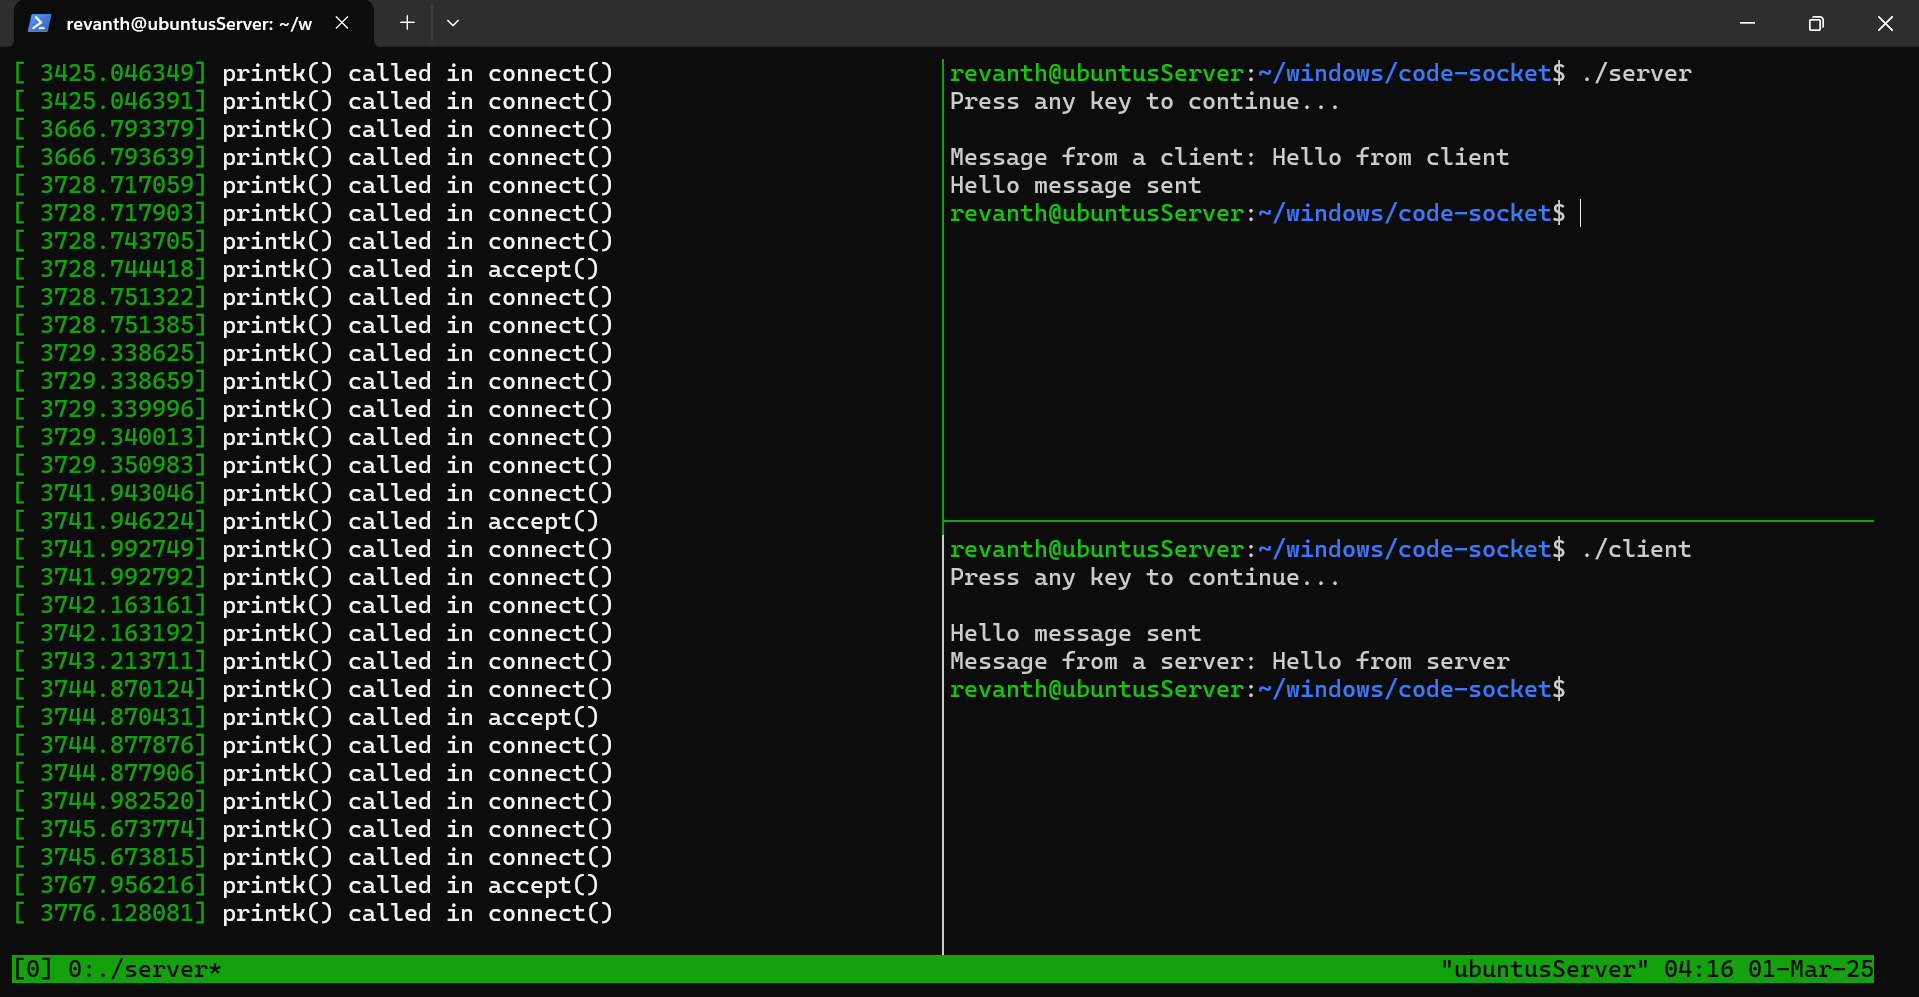 revanth@ubuntusServer: ~/w
[ 3425.046349] printk() called in connect()
[ 3425.046391] printk() called in connect()
[ 3666.793379] printk() called in connect()
[ 3666.793639] printk() called in connect()
[ 3728.717059] printk() called in connect()
[ 3728.717903] printk() called in connect()
[ 3728.743705] printk() called in connect()
[ 3728.744418] printk() called in accept()
[ 3728.751322] printk() called in connect()
[ 3728.751385] printk() called in connect()
[ 3729.338625] printk() called in connect()
[ 3729.338659] printk() called in connect()
[ 3729.339996] printk() called in connect()
[ 3729.340013] printk() called in connect()
[ 3729.350983] printk() called in connect()
[ 3741.943046] printk() called in connect()
[ 3741.946224] printk() called in accept()
[ 3741.992749] printk() called in connect()
[ 3741.992792] printk() called in connect()
[ 3742.163161] printk() called in connect()
[ 3742.163192] printk() called in connect()
[ 3743.213711] printk() called in connect()
[ 3744.870124] printk() called in connect()
[ 3744.870431] printk() called in accept()
[ 3744.877876] printk() called in connect()
[ 3744.877906] printk() called in connect()
[ 3744.982520] printk() called in connect()
[ 3745.673774] printk() called in connect()
[ 3745.673815] printk() called in connect()
[ 3767.956216] printk() called in accept()
[ 3776.128081] printk() called in connect()
revanth@ubuntusServer:~/windows/code-socket$ ./server
Press any key to continue...
Message from a client: Hello from client
Hello message sent
revanth@ubuntusServer:~/windows/code-socket$
revanth@ubuntusServer:~/windows/code-socket$ ./client
Press any key to continue...
Hello message sent
Message from a server: Hello from server
revanth@ubuntusServer:~/windows/code-socket$
[0] 0:./server* "ubuntusServer" 04:16 01-Mar-25